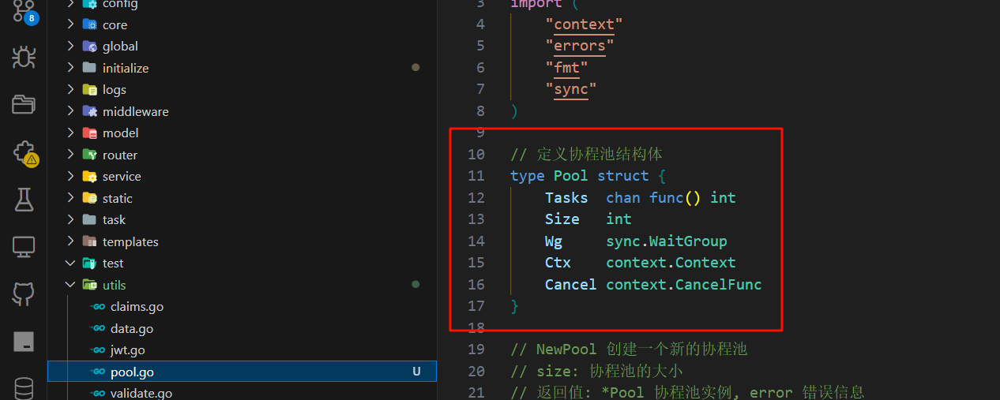 config
core
global
initialize
logs
middleware
model
router
service
static
task
templates
test
utils
claims.go
data.go
jwt.go
pool.go U
validate.go
8
3 import (
4 "context"
5 "errors"
6 "fmt"
7 "sync"
8 )
9
10 // 定义协程池结构体
11 type Pool struct {
12 Tasks chan func() int
13 Size int
14 Wg sync.WaitGroup
15 Ctx context.Context
16 Cancel context.CancelFunc
17 }
18
19 // NewPool 创建一个新的协程池
20 // size: 协程池的大小
21 // 返回值: *Pool 协程池实例, error 错误信息